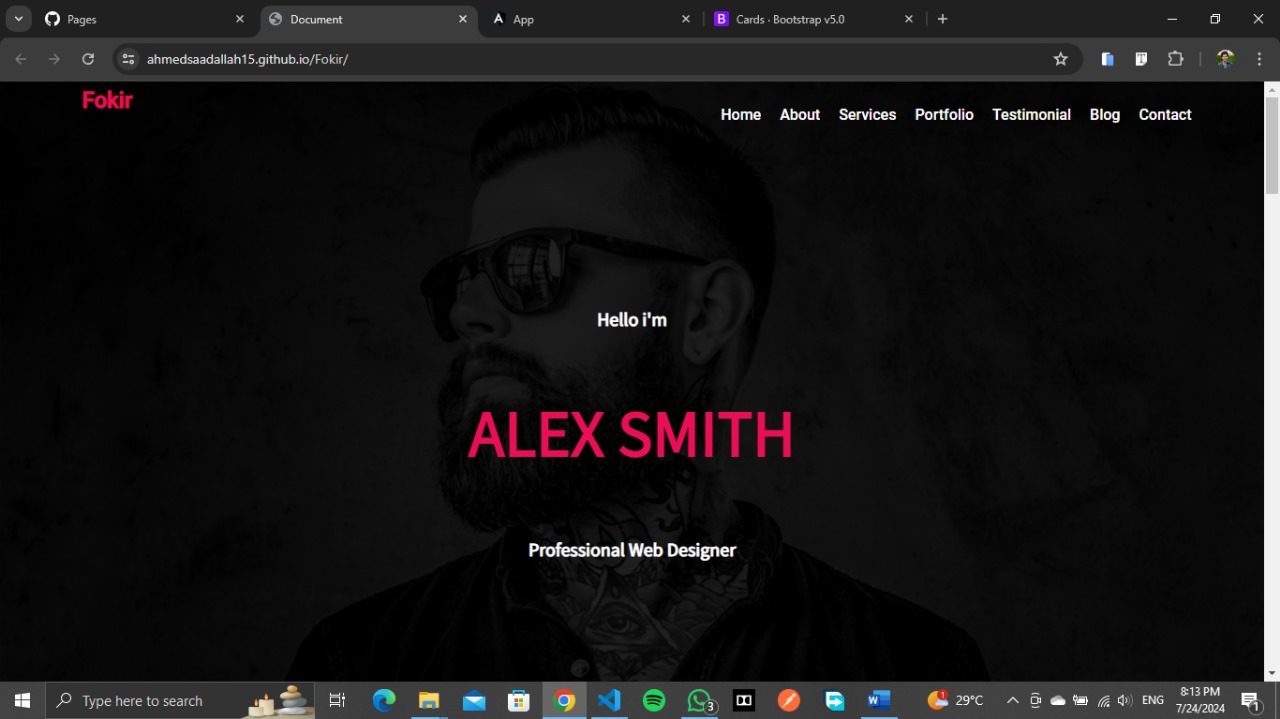 Pages
Document
App
B Cards · Bootstrap v5.0
ahmedsaadallah15.github.io/Fokir/
Fokir
Home About Services Portfolio Testimonial Blog Contact
Hello i'm
ALEX SMITH
Professional Web Designer
Type here to search
3
1
29°C
ENG
6:13 PM
7/24/2024
1